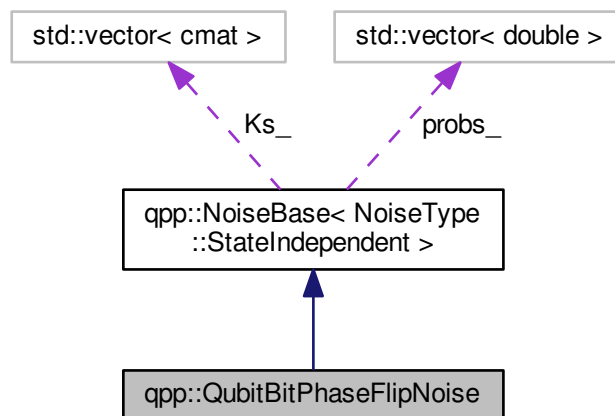 std::vector< cmat >
std::vector< double >
Ks_
probs_
qpp::NoiseBase< NoiseType
::StateIndependent >
qpp::QubitBitPhaseFlipNoise